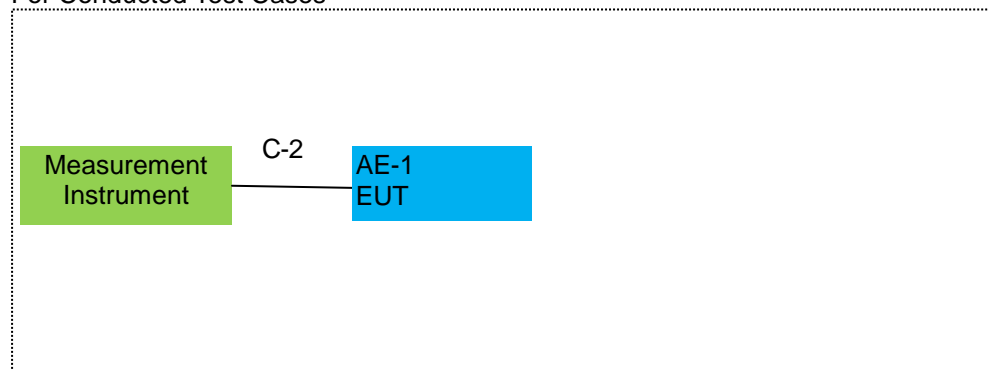 For Conducted Test Cases
Measurement
Instrument
C-2
AE-1
EUT